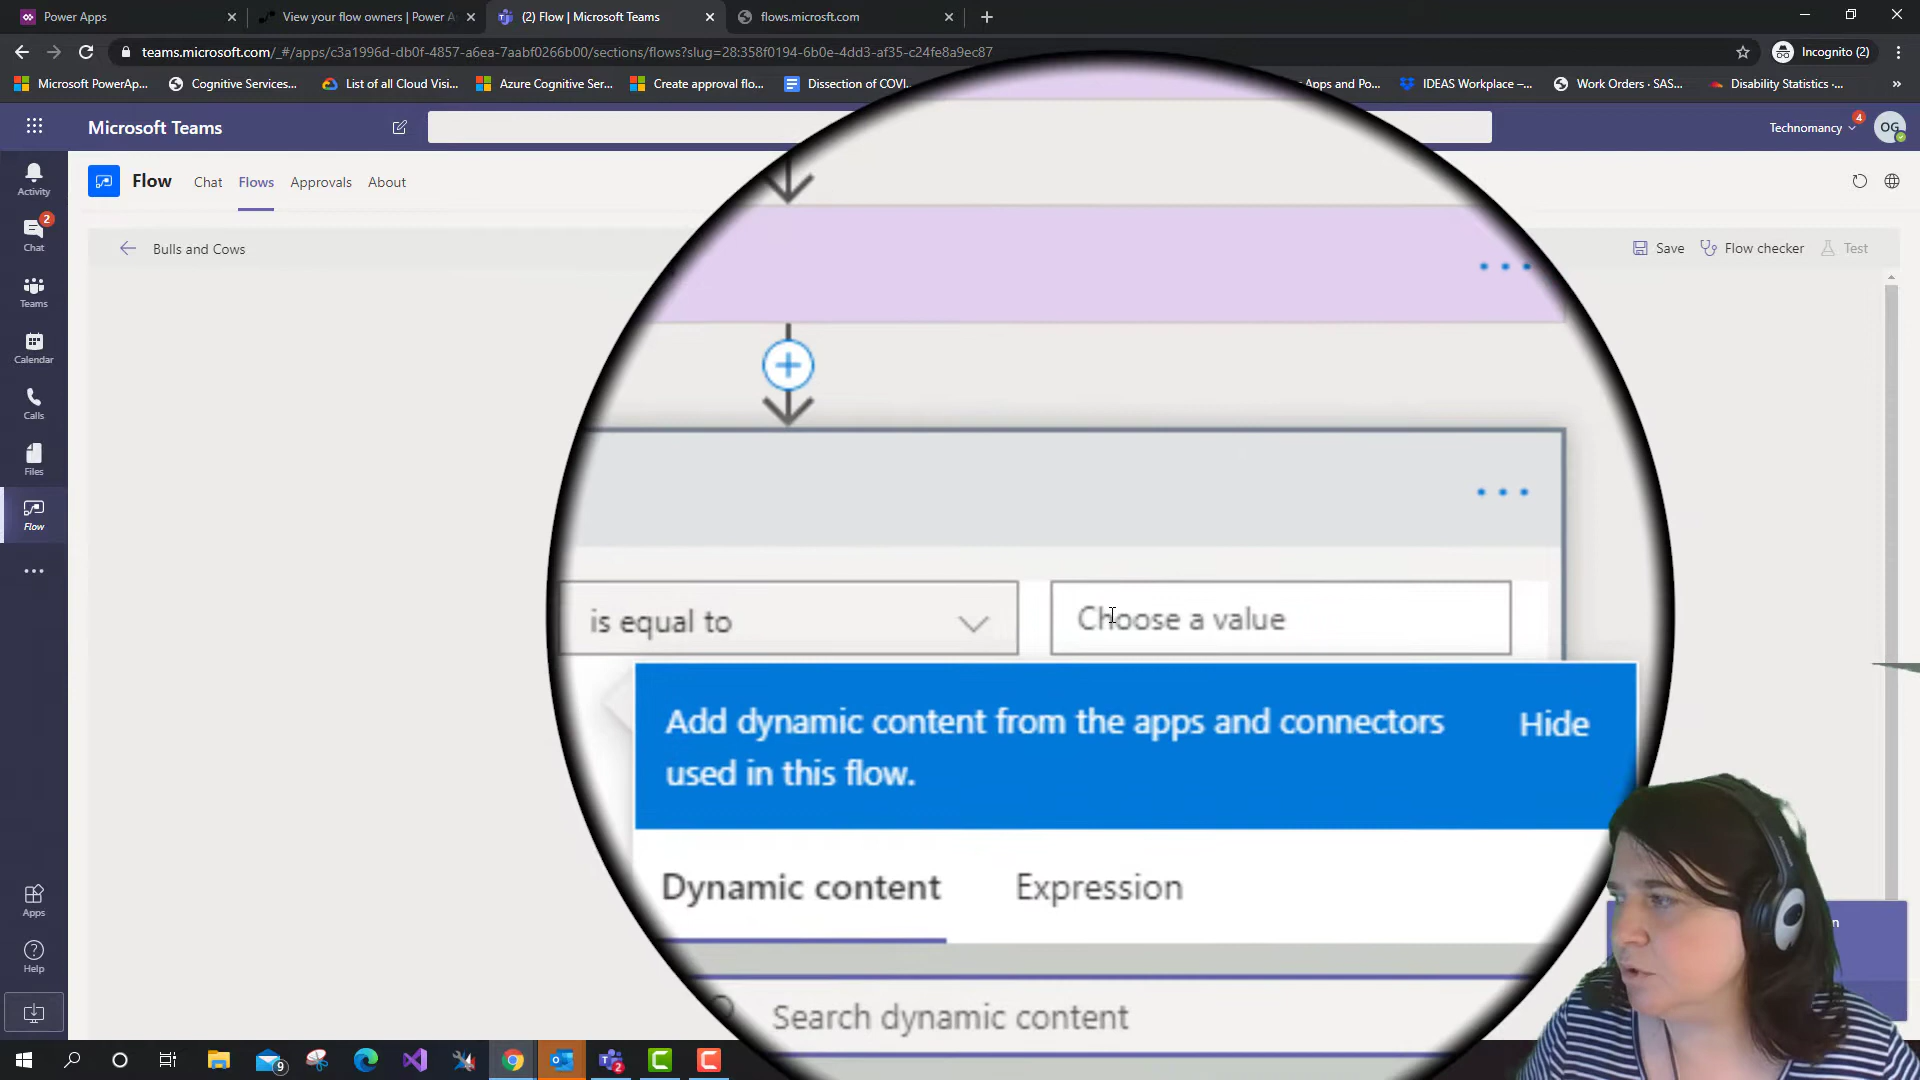 Power Apps
View your flow owners | Power A
(2) Flow | Microsoft Teams
flows.microsft.com
teams.microsoft.com/_#/apps/c3a1996d-db0f-4857-a6ea-7aabf0266b00/sections/flows?slug=28:358f0194-6b0e-4dd3-af35-c24fe8a9ec87
Incognito (2)
Microsoft PowerAp...
Cognitive Services...
List of all Cloud Visi...
Azure Cognitive Ser...
Create approval flo...
Dissection of COVI...
Apps and Po...
IDEAS Workplace –...
Work Orders · SAS...
Disability Statistics ·...
»
Microsoft Teams
Technomancy
4
OG
Activity
Chat
2
Teams
Calendar
Calls
Files
Flow
Apps
Help
Flow
Chat
Flows
Approvals
About
Bulls and Cows
Save
Flow checker
Test
is equal to
Choose a value
Add dynamic content from the apps and connectors
used in this flow.
Hide
Dynamic content
Expression
Search dynamic content
9
2